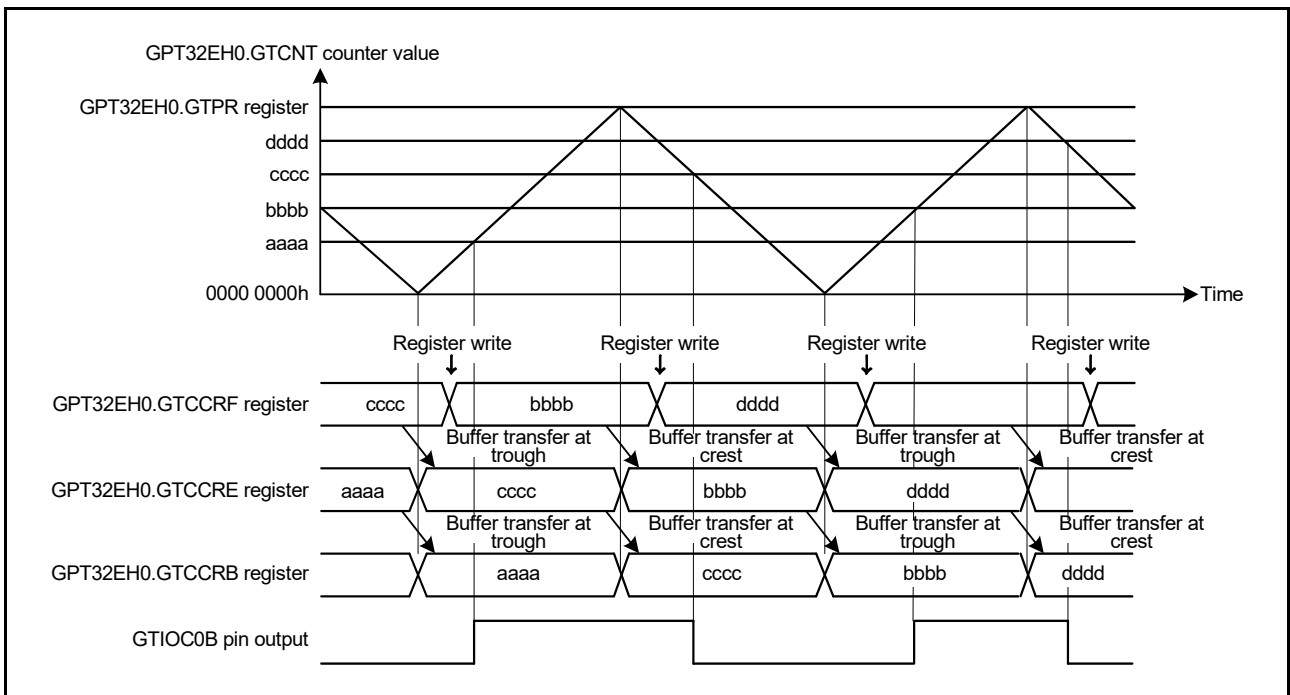 GPT32EH0.GTCNT counter value
GPT32EH0.GTPR register
dddd
cccc
bbbb
aaaa
0000 0000h
Time
Register write Register write Register write Register write
GPT32EH0.GTCCRF register cccc bbbb dddd
Buffer transfer at Buffer transfer at Buffer transfer at Buffer transfer at
trough crest trough crest
GPT32EH0.GTCCRE register aaaa cccc bbbb dddd
Buffer transfer at Buffer transfer at Buffer transfer at Buffer transfer at
trough crest trough crest
GPT32EH0.GTCCRB register aaaa cccc bbbb dddd
GTIOC0B pin output